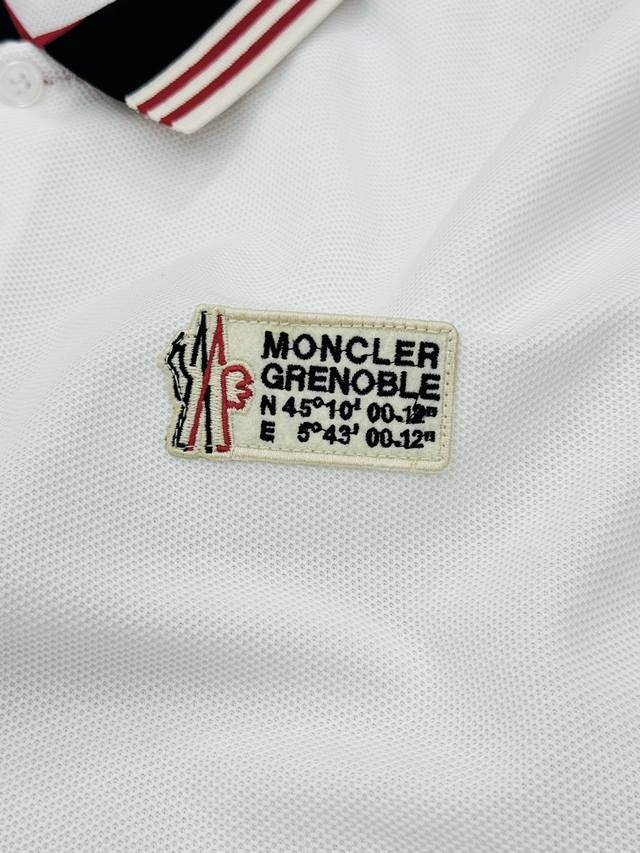 MONCLER
GRENOBLE
N 45°10' 00.12"
E 5°43' 00.12"